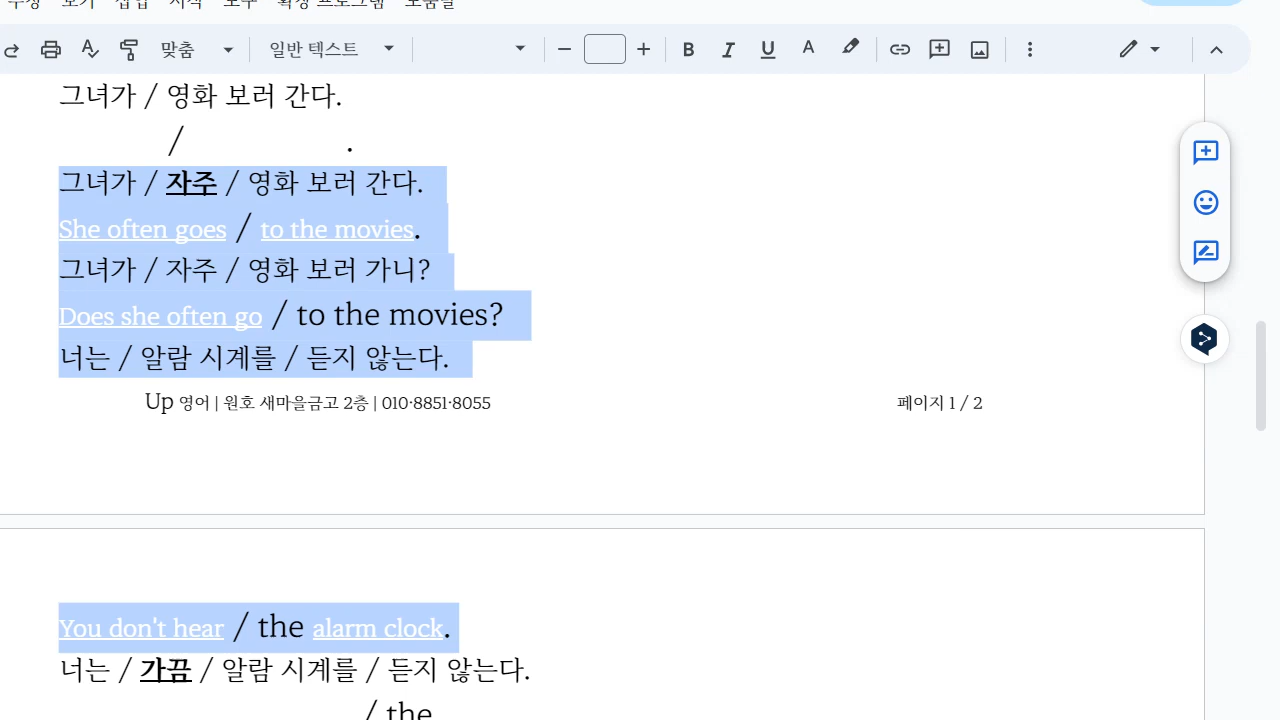 맞춤 일반 텍스트
그녀가 / 영화 보러 간다.
/ .
그녀가 / 자주 / 영화 보러 간다.
She often goes / to the movies.
그녀가 / 자주 / 영화 보러 가니?
Does she often go / to the movies?
너는 / 알람 시계를 / 듣지 않는다.
Up 영어 | 원호 새마을금고 2층 | 010·8851·8055 페이지 1 / 2
You don't hear / the alarm clock.
너는 / 가끔 / 알람 시계를 / 듣지 않는다.
/ the